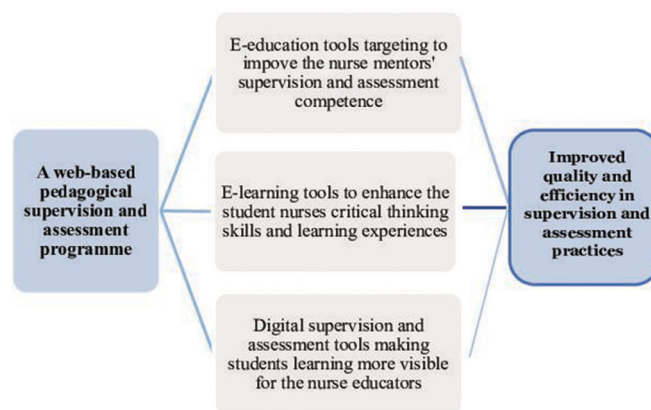 E-education tools targeting to
impove the nurse mentors'
supervision and assessment
competence
A web-based
pedagogical
supervision and
assessment
programme
E-learning tools to enhance the
student nurses critical thinking
skills and learning experiences
Improved
quality and
efficiency in
supervision and
assessment
practices
Digital supervision and
assessment tools making
students learning more visible
for the nurse educators